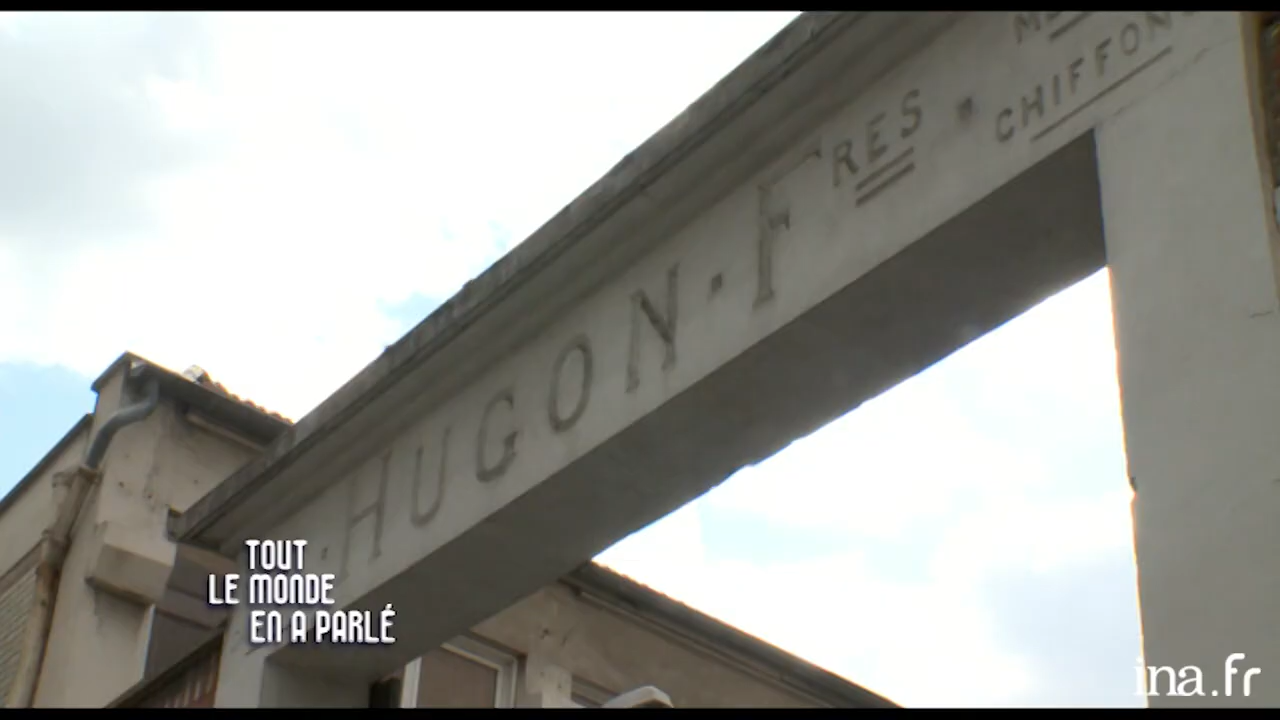 HUGON · FRES ·
CHIFFON
TOUT
LE MONDE
EN A PARLÉ
ina.fr